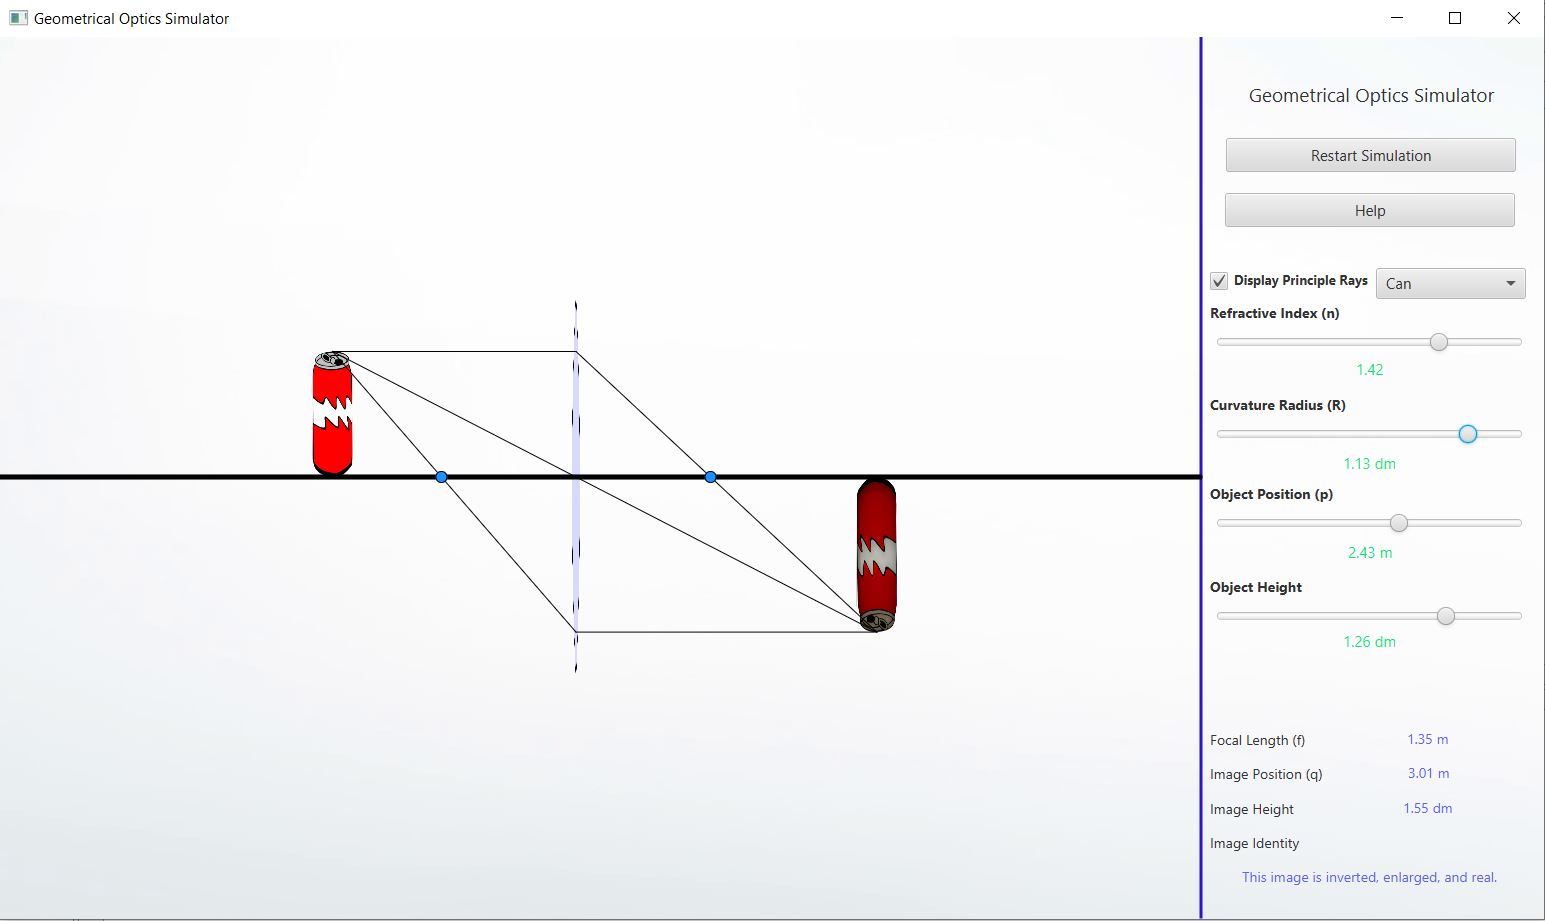 Geometrical Optics Simulator
Geometrical Optics Simulator
Restart Simulation
Help
Display Principle Rays Can
Refractive Index (n)
1.42
Curvature Radius (R)
1.13 dm
Object Position (p)
2.43 m
Object Height
1.26 dm
Focal Length (f) 1.35 m
Image Position (q) 3.01 m
Image Height 1.55 dm
Image Identity
This image is inverted, enlarged, and real.